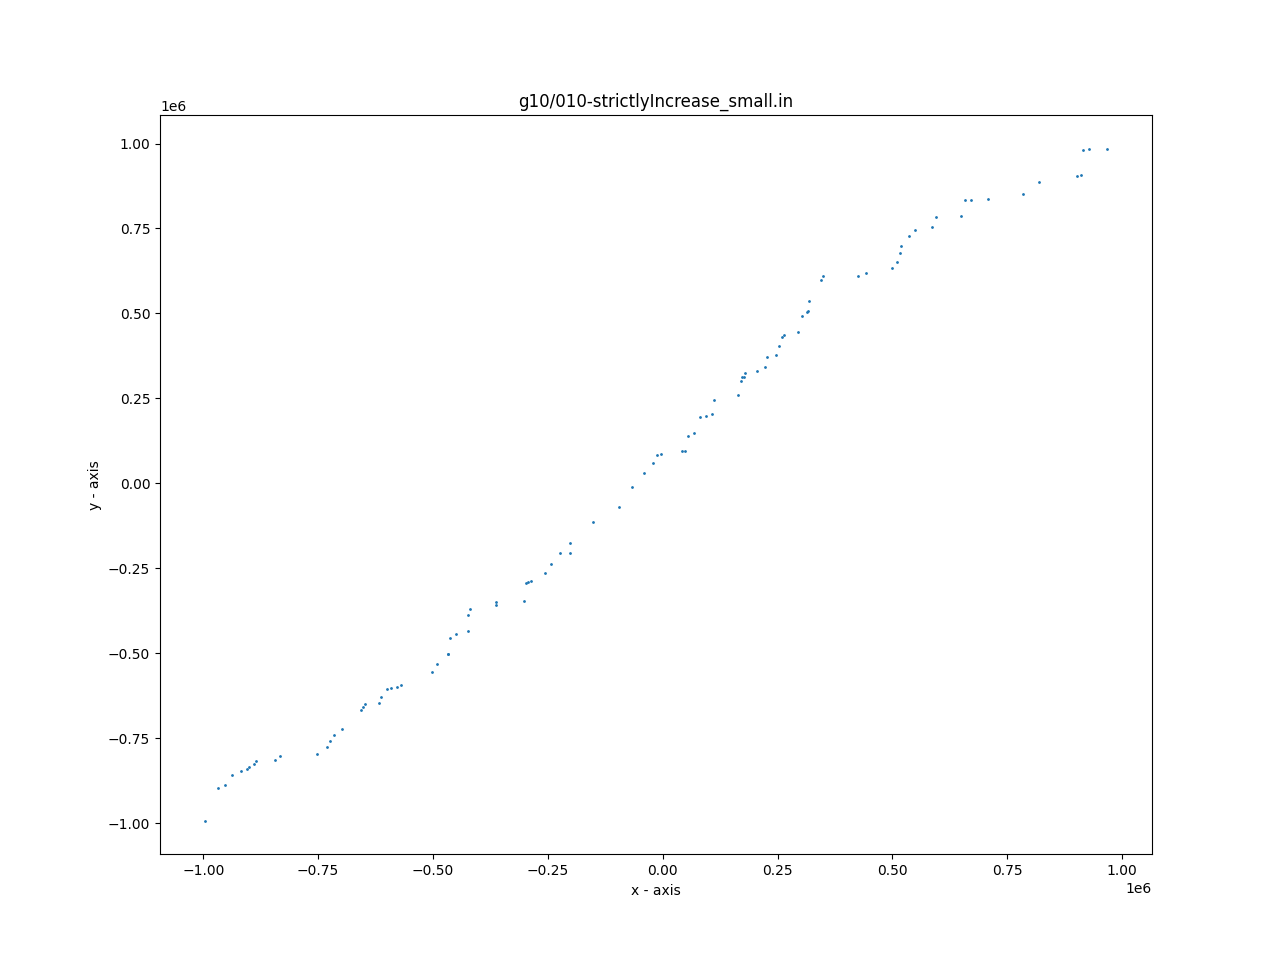 g10/010-strictlyIncrease_small.in
1e6
1.00
0.75
0.50
0.25
0.00
−0.25
−0.50
−0.75
−1.00
y - axis
−1.00 −0.75 −0.50 −0.25 0.00 0.25 0.50 0.75 1.00
x - axis
1e6